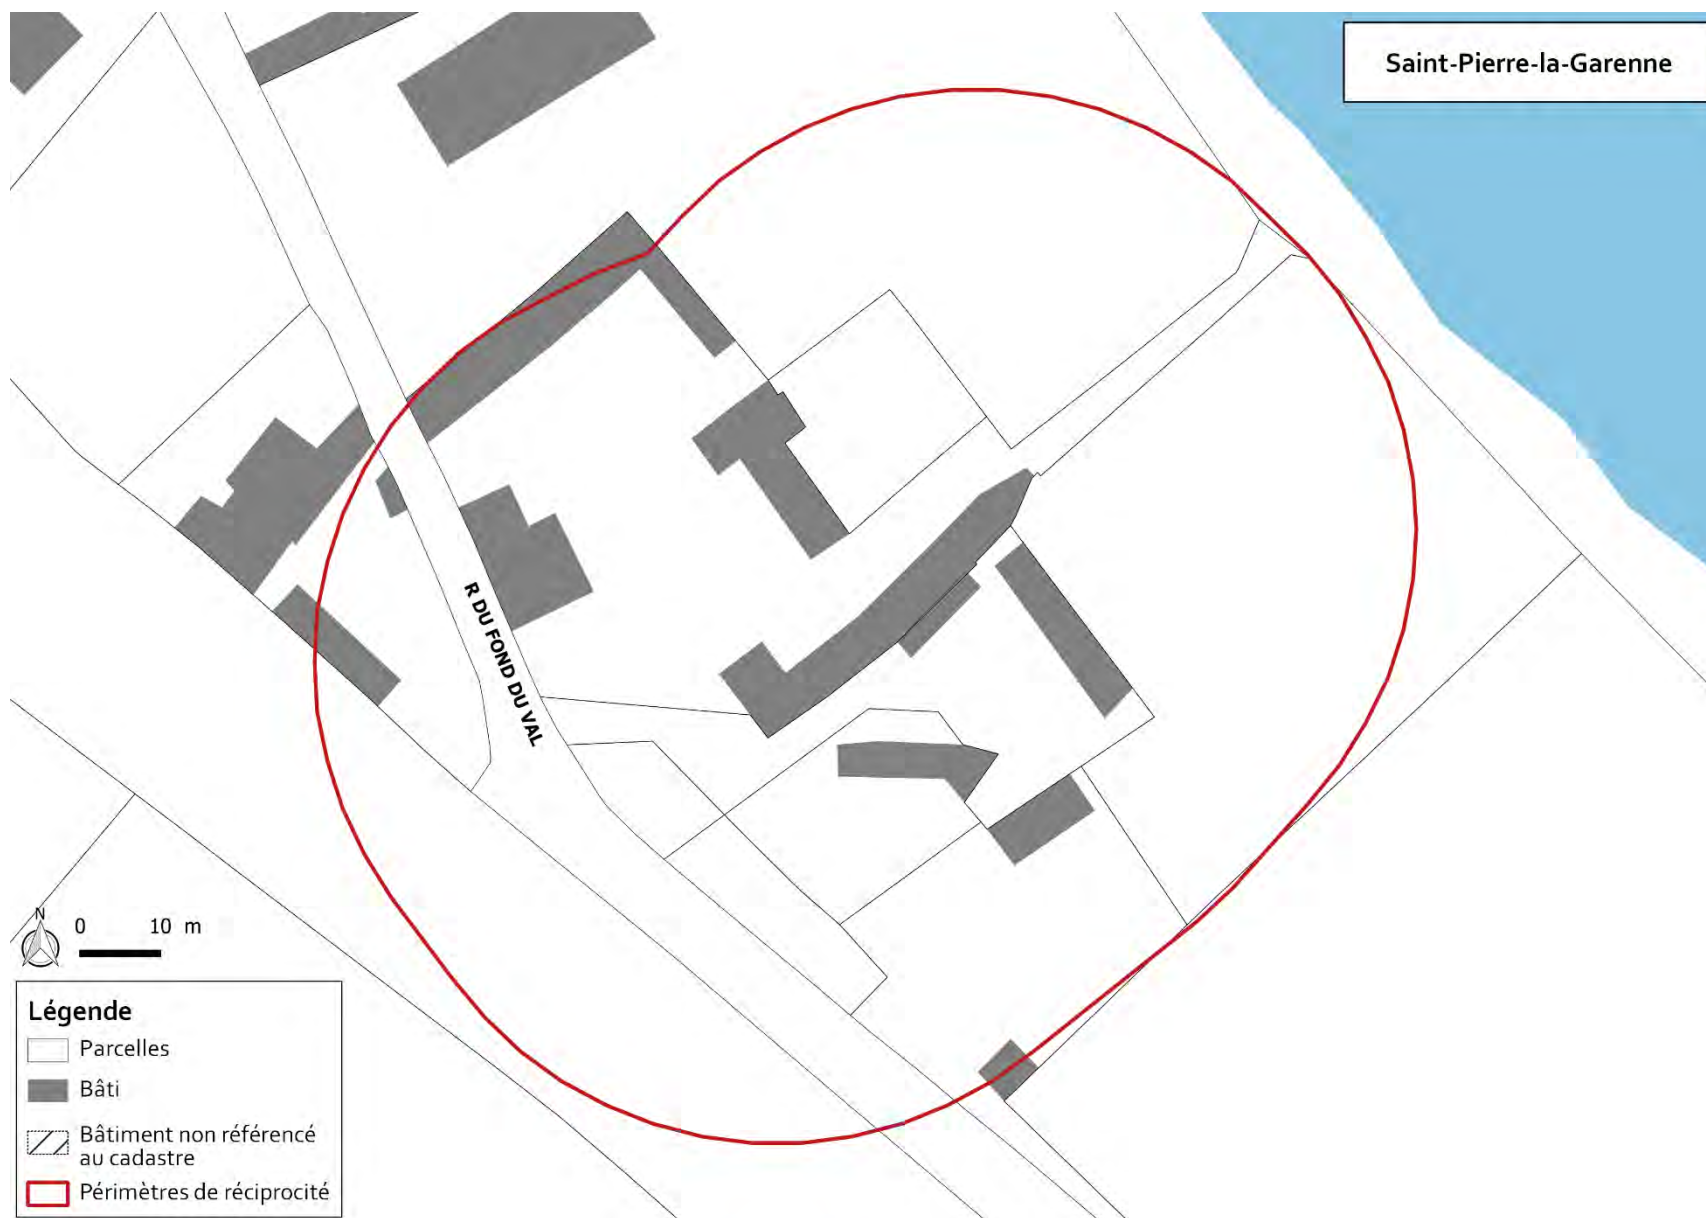 Saint-Pierre-la-Garenne
R DU FOND DU VAL
N
0 10 m
Légende
Parcelles
Bâti
Bâtiment non référencé
au cadastre
Périmètres de réciprocité